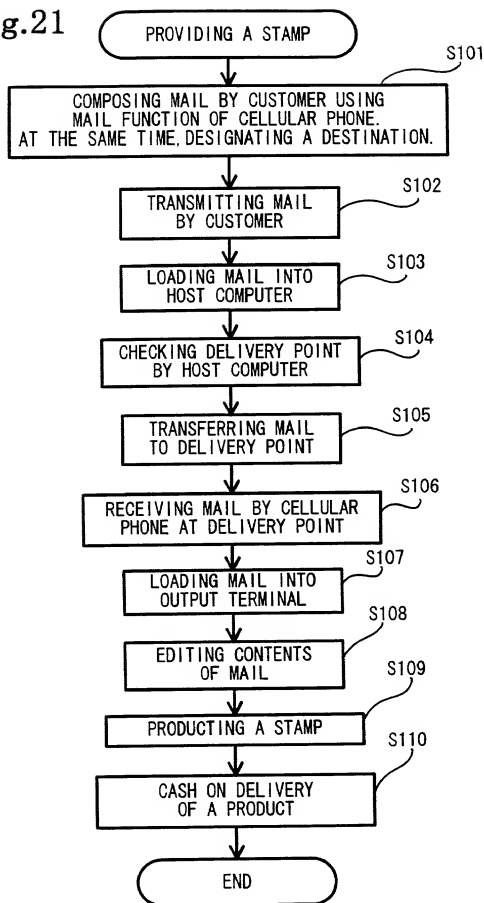 g.21
PROVIDING A STAMP
S101
COMPOSING MAIL BY CUSTOMER USING
MAIL FUNCTION OF CELLULAR PHONE.
AT THE SAME TIME, DESIGNATING A DESTINATION.
S102
TRANSMITTING MAIL
BY CUSTOMER
S103
LOADING MAIL INTO
HOST COMPUTER
S104
CHECKING DELIVERY POINT
BY HOST COMPUTER
S105
TRANSFERRING MAIL
TO DELIVERY POINT
S106
RECEIVING MAIL BY CELLULAR
PHONE AT DELIVERY POINT
S107
LOADING MAIL INTO
OUTPUT TERMINAL
S108
EDITING CONTENTS
OF MAIL
S109
PRODUCTING A STAMP
S110
CASH ON DELIVERY
OF A PRODUCT
END